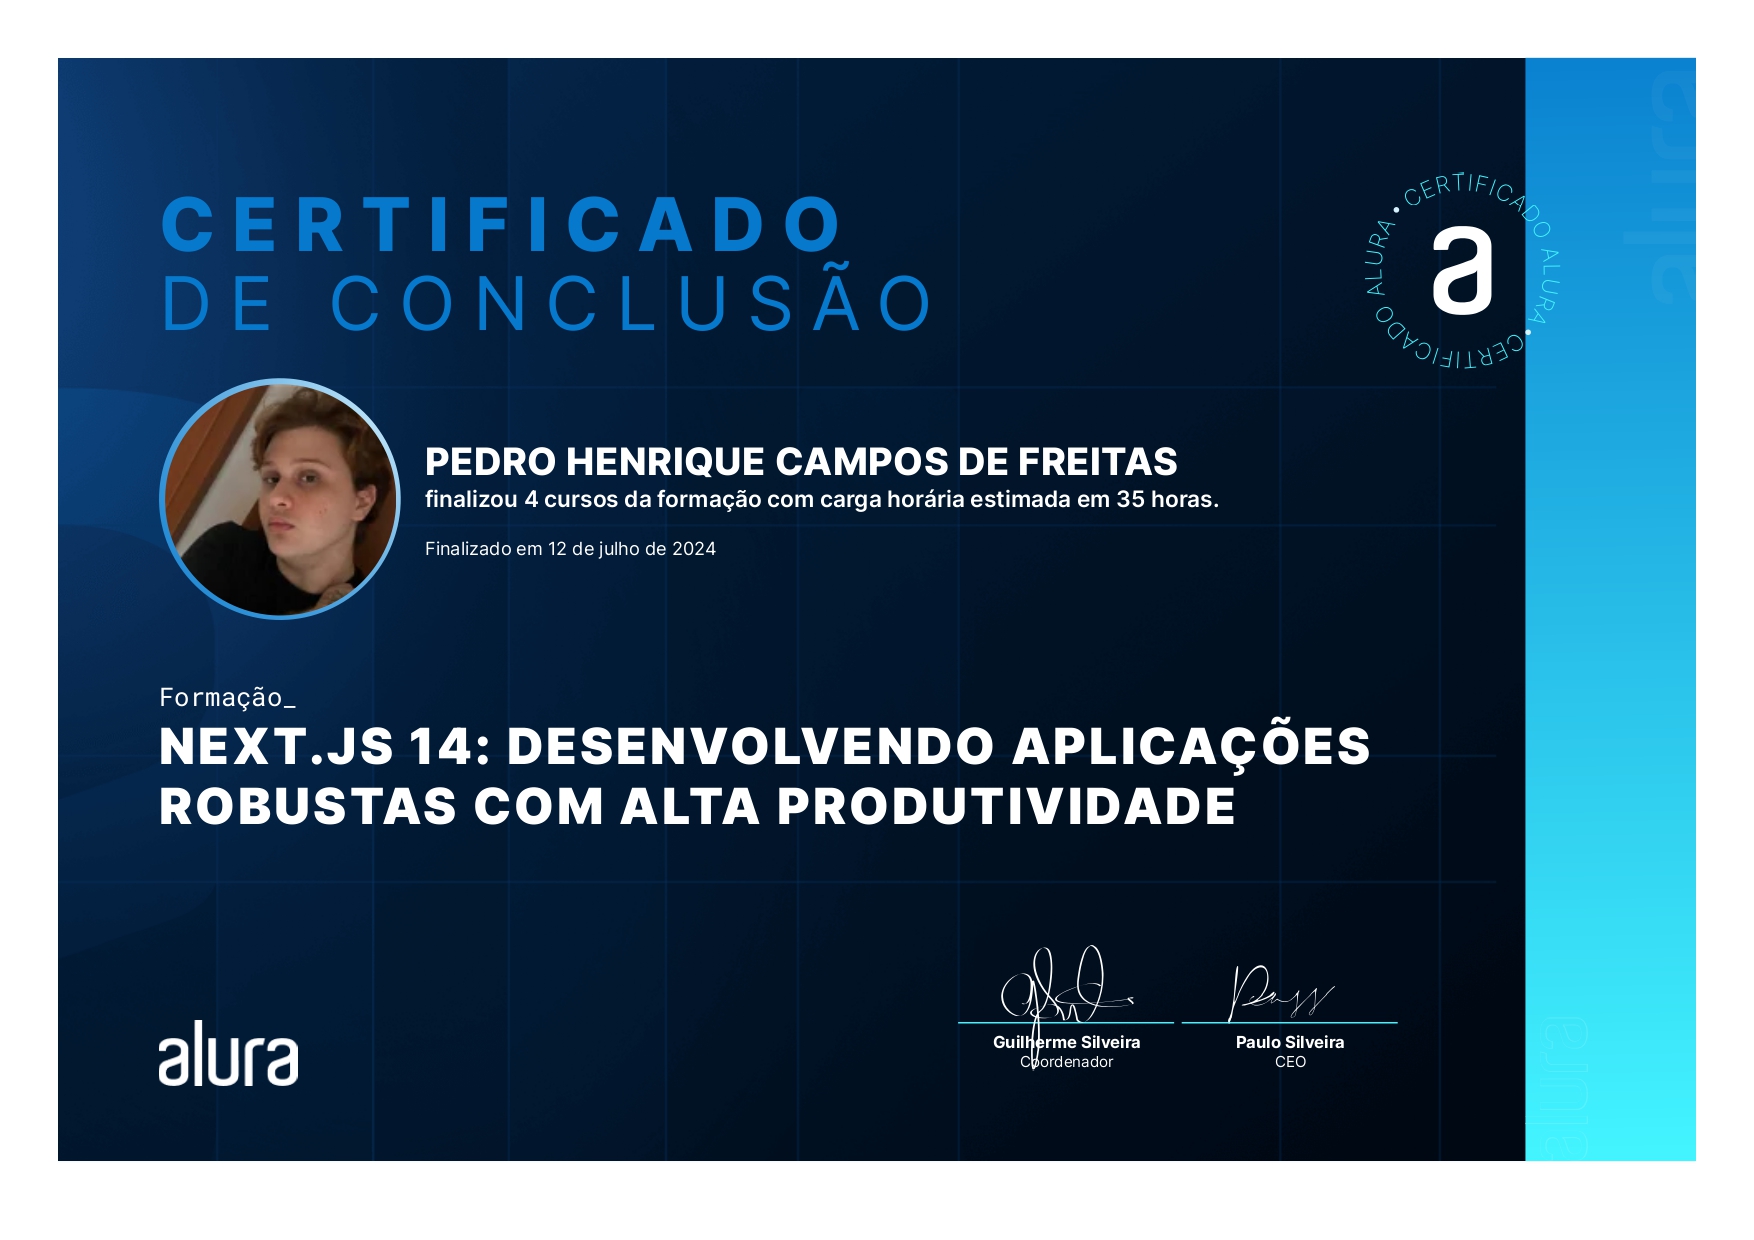 CERTIFICADO
DE CONCLUSÃO
CERTIFICADO ALURA • CERTIFICADO ALURA •
a
PEDRO HENRIQUE CAMPOS DE FREITAS
finalizou 4 cursos da formação com carga horária estimada em 35 horas.
Finalizado em 12 de julho de 2024
Formação_
NEXT.JS 14: DESENVOLVENDO APLICAÇÕES
ROBUSTAS COM ALTA PRODUTIVIDADE
alura
Guilherme Silveira
Coordenador
Paulo Silveira
CEO
alura
alura